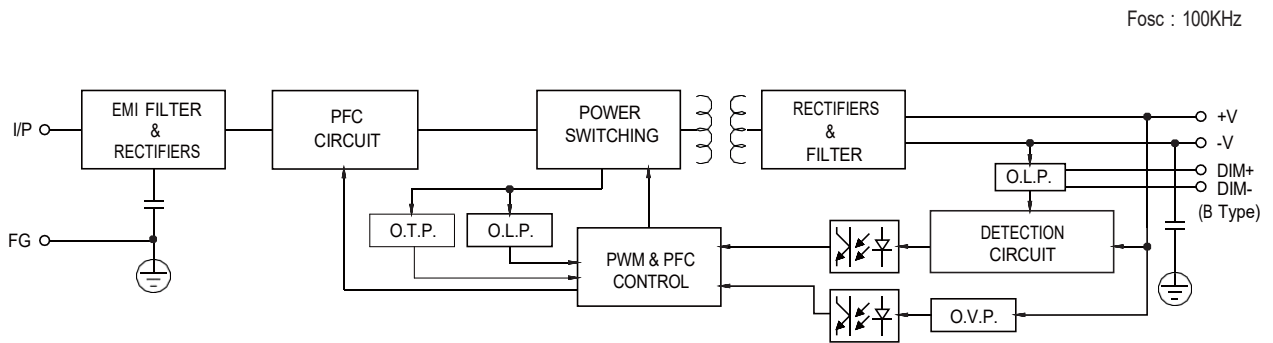 Fosc : 100KHz
I/P
EMI FILTER
&
RECTIFIERS
PFC
CIRCUIT
POWER
SWITCHING
RECTIFIERS
&
FILTER
+V
-V
DIM+
DIM-
(B Type)
O.L.P.
FG
O.T.P.
O.L.P.
PWM & PFC
CONTROL
DETECTION
CIRCUIT
O.V.P.